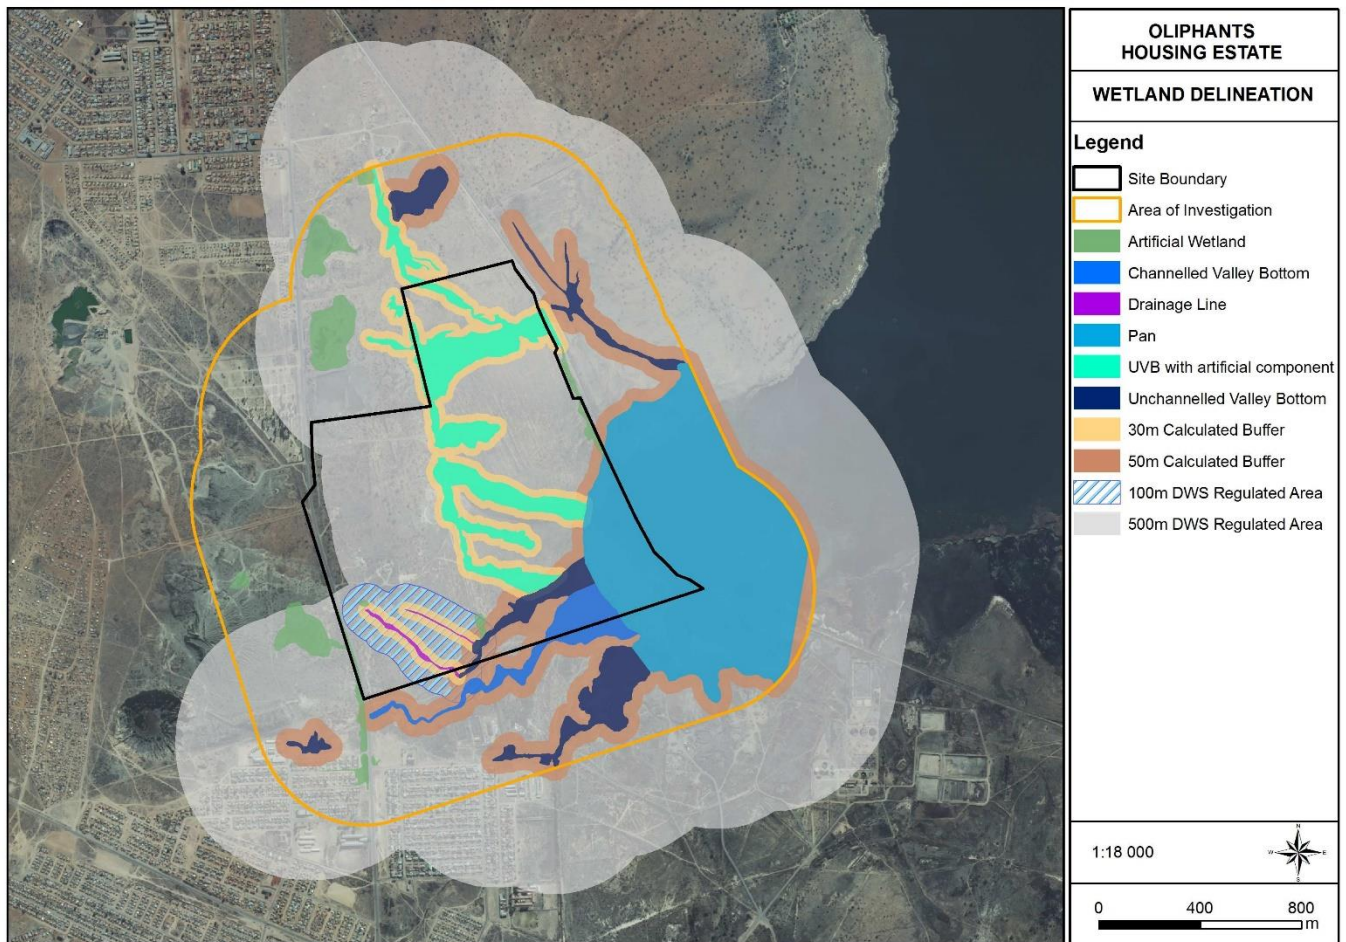 OLIPHANTS
HOUSING ESTATE
WETLAND DELINEATION
Legend
Site Boundary
Area of Investigation
Artificial Wetland
Channelled Valley Bottom
Drainage Line
Pan
UVB with artificial component
Unchannelled Valley Bottom
30m Calculated Buffer
50m Calculated Buffer
100m DWS Regulated Area
500m DWS Regulated Area
1:18 000
N
W
E
S
0 400 800
m